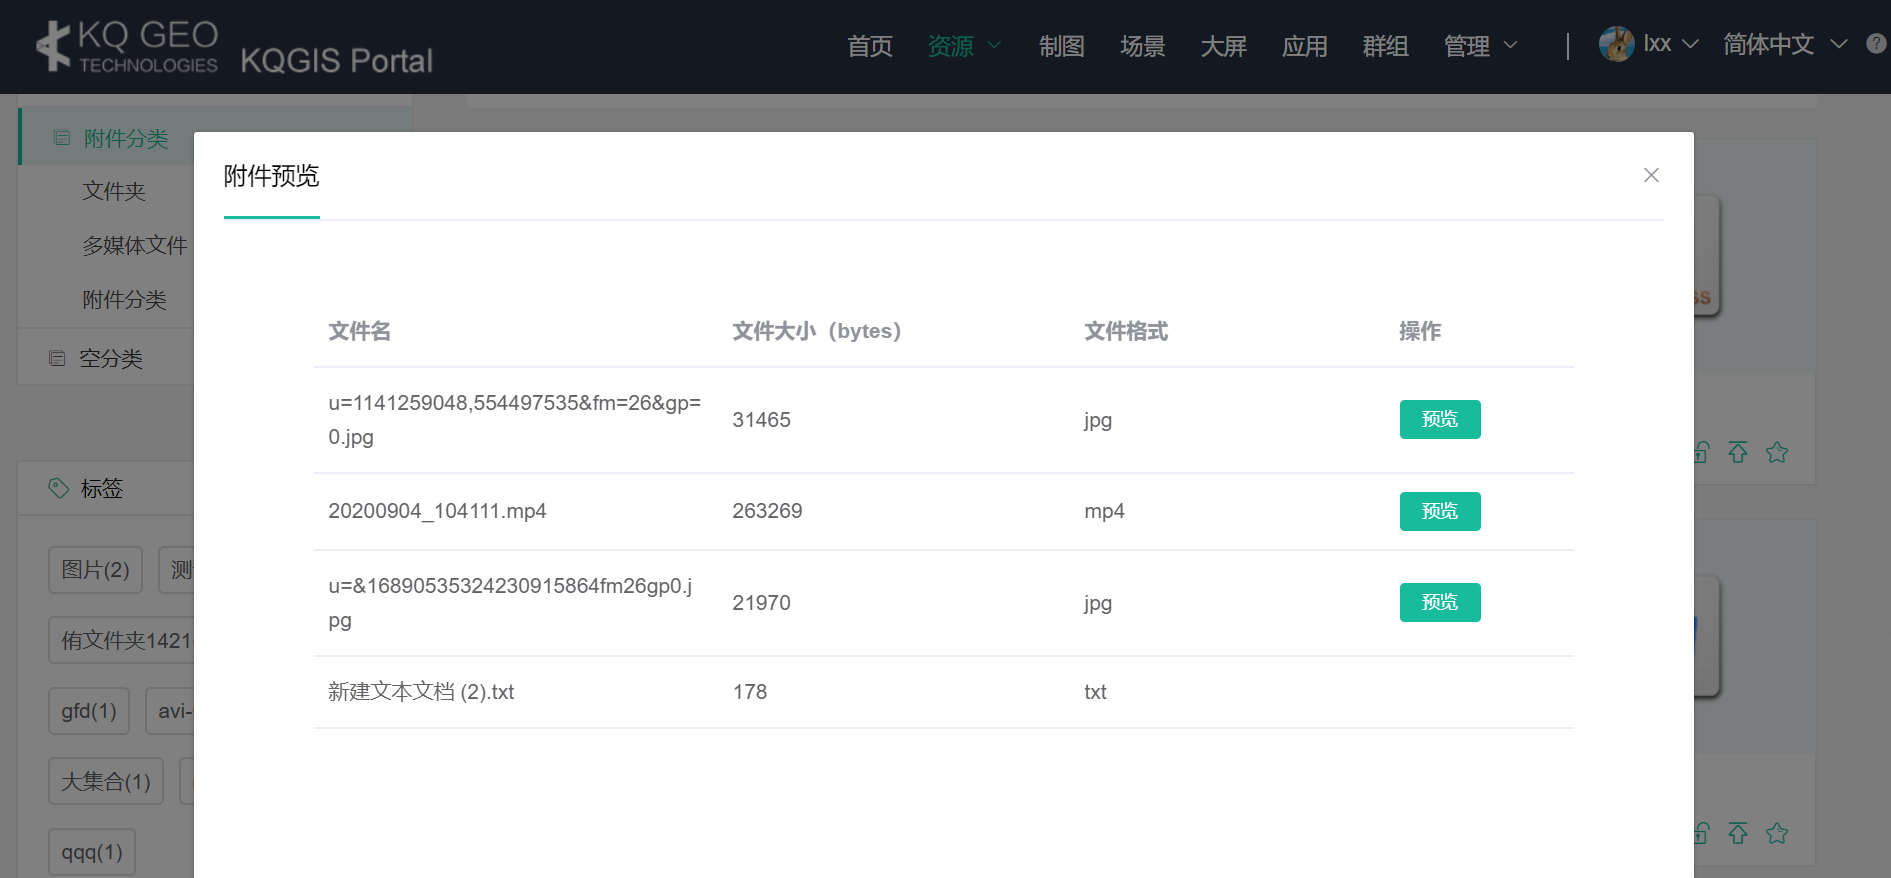 KQ GEO
TECHNOLOGIES
KQGIS Portal
首页 资源 制图 场景 大屏 应用 群组 管理 | lxx 简体中文 ?
附件分类
文件夹
多媒体文件
附件分类
空分类
标签
图片(2) 测
侑文件夹1421
gfd(1) avi-
大集合(1)
qqq(1)
附件预览
文件名 文件大小（bytes） 文件格式 操作
u=1141259048,554497535&fm=26&gp=
0.jpg
31465 jpg 预览
20200904_104111.mp4 263269 mp4 预览
u=&16890535324230915864fm26gp0.j
pg
21970 jpg 预览
新建文本文档 (2).txt 178 txt
ss